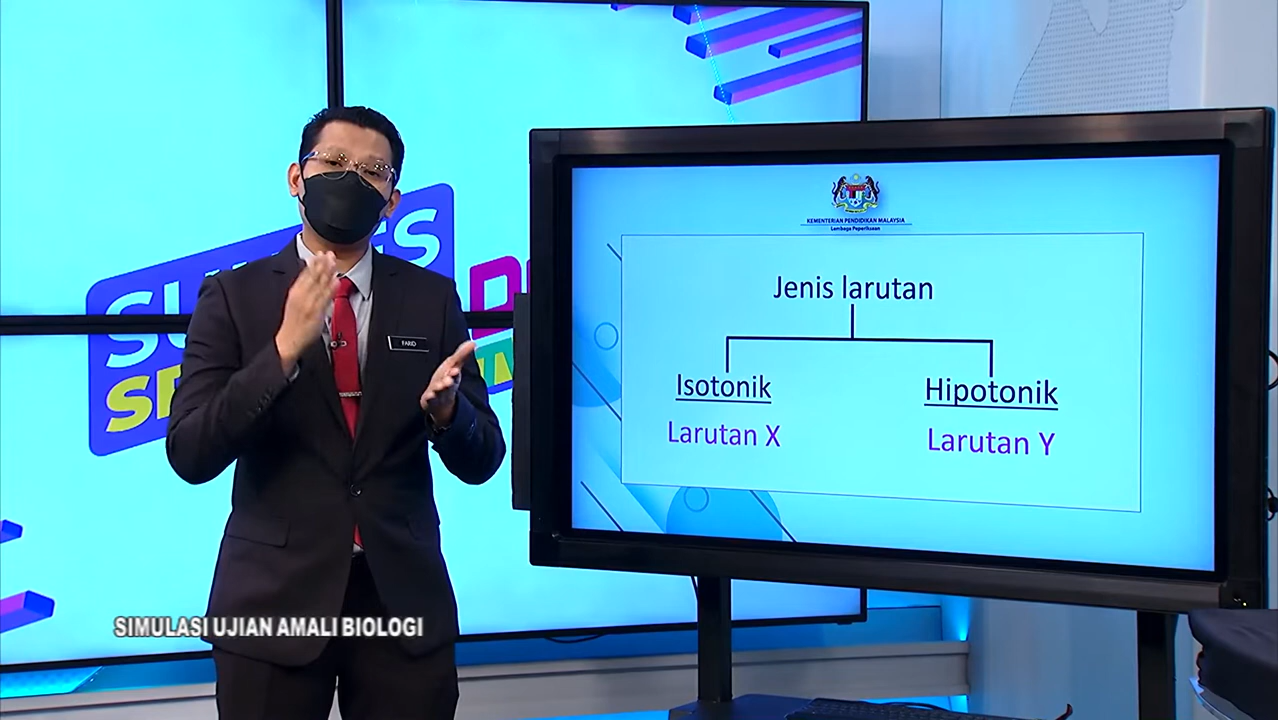 KEMENTERIAN PENDIDIKAN MALAYSIA
Lembaga Peperiksaan
Jenis larutan
Isotonik
Hipotonik
Larutan X
Larutan Y
FARID
SIMULASI UJIAN AMALI BIOLOGI